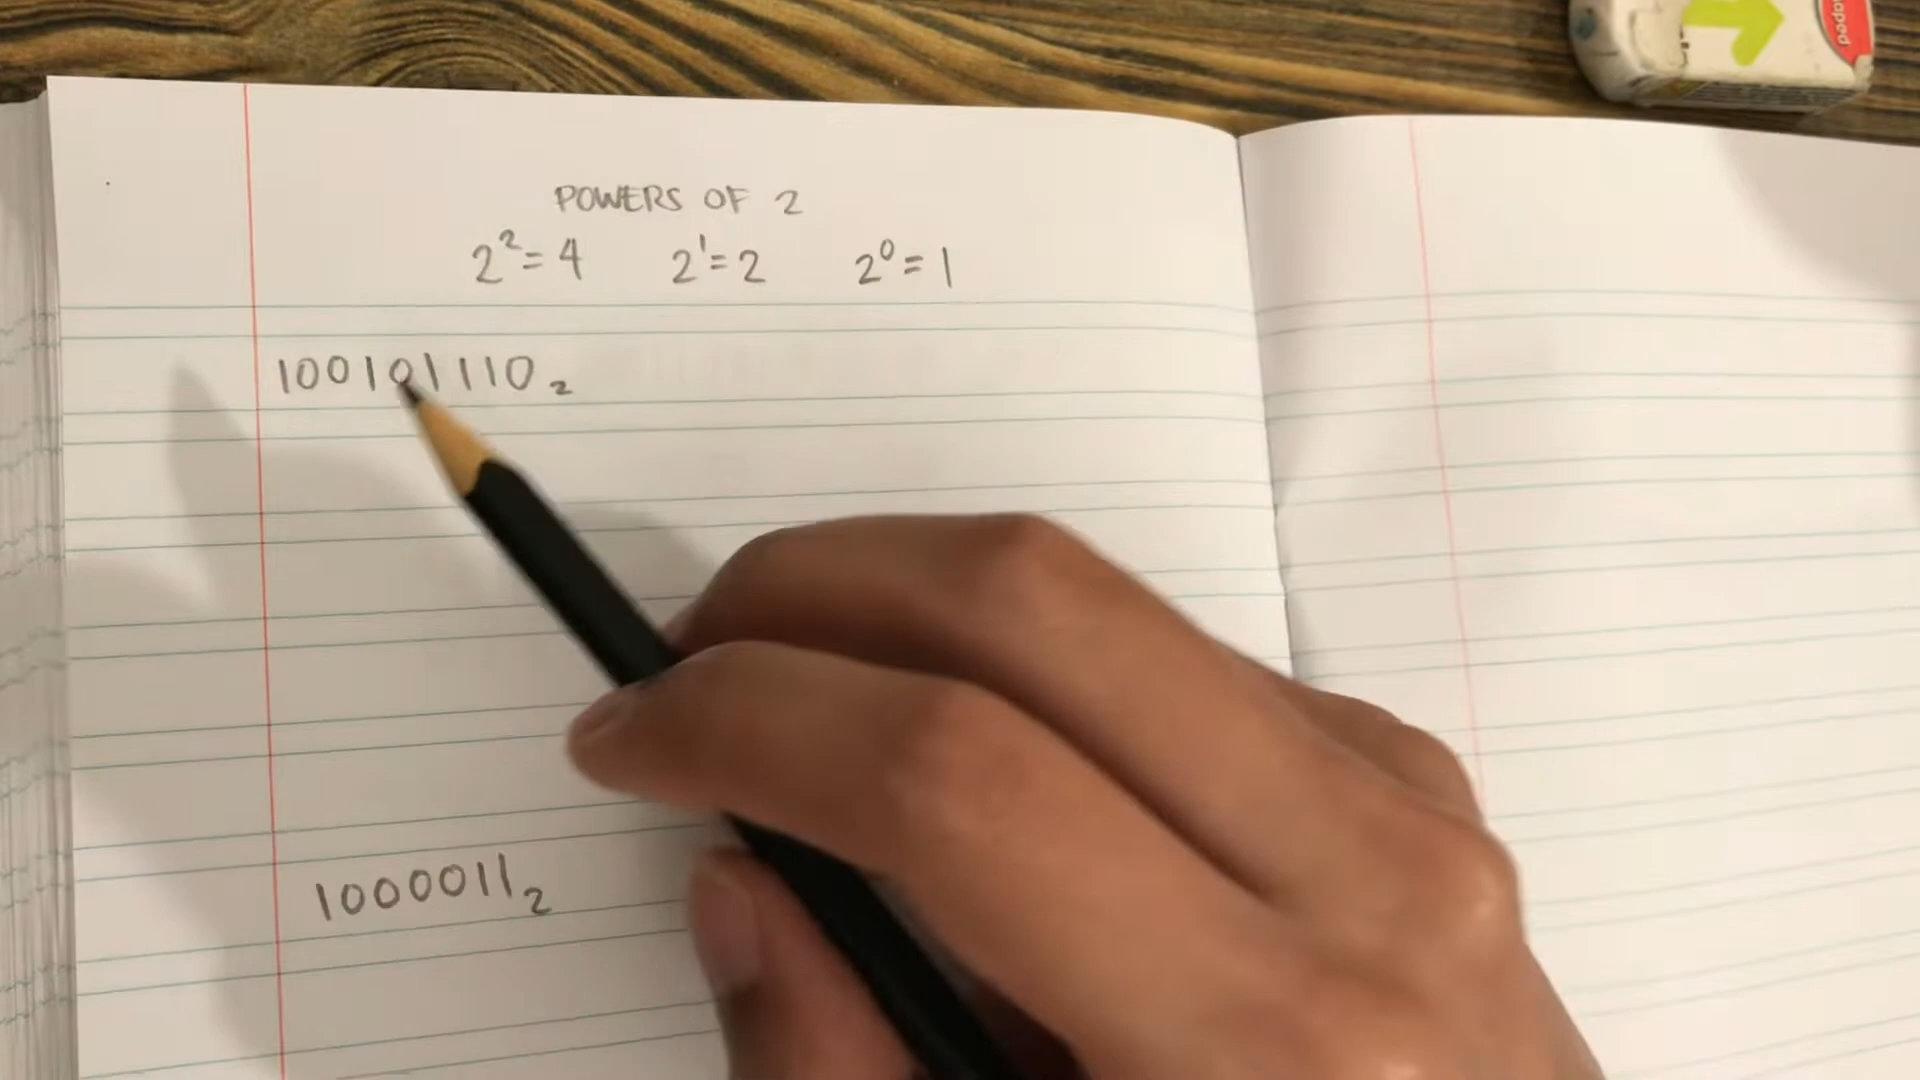 POWERS OF 2
2²=4 2¹=2 2⁰=1
100101110₂
1000011₂